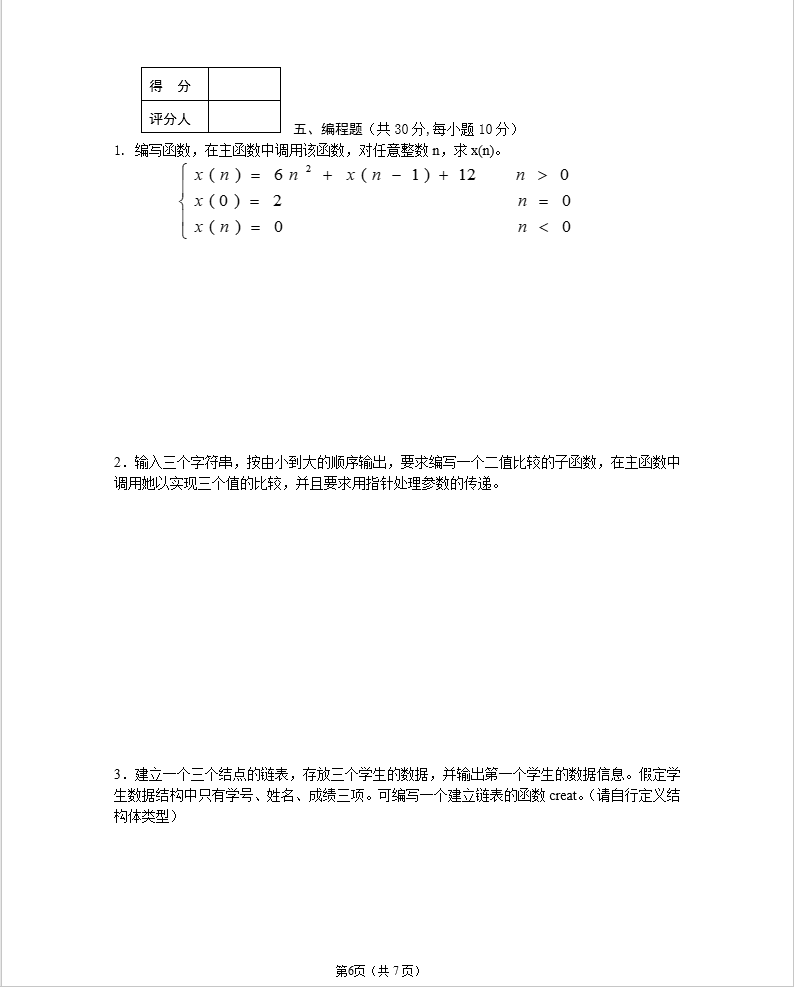 得 分
评分人
五、编程题（共 30 分,每小题 10 分）
1. 编写函数，在主函数中调用该函数，对任意整数 n，求 x(n)。
x(n) = 6n² + x(n − 1) + 12 n > 0
x(0) = 2 n = 0
x(n) = 0 n < 0
2．输入三个字符串，按由小到大的顺序输出，要求编写一个二值比较的子函数，在主函数中
调用她以实现三个值的比较，并且要求用指针处理参数的传递。
3．建立一个三个结点的链表，存放三个学生的数据，并输出第一个学生的数据信息。假定学
生数据结构中只有学号、姓名、成绩三项。可编写一个建立链表的函数 creat。（请自行定义结
构体类型）
第6页（共 7 页）